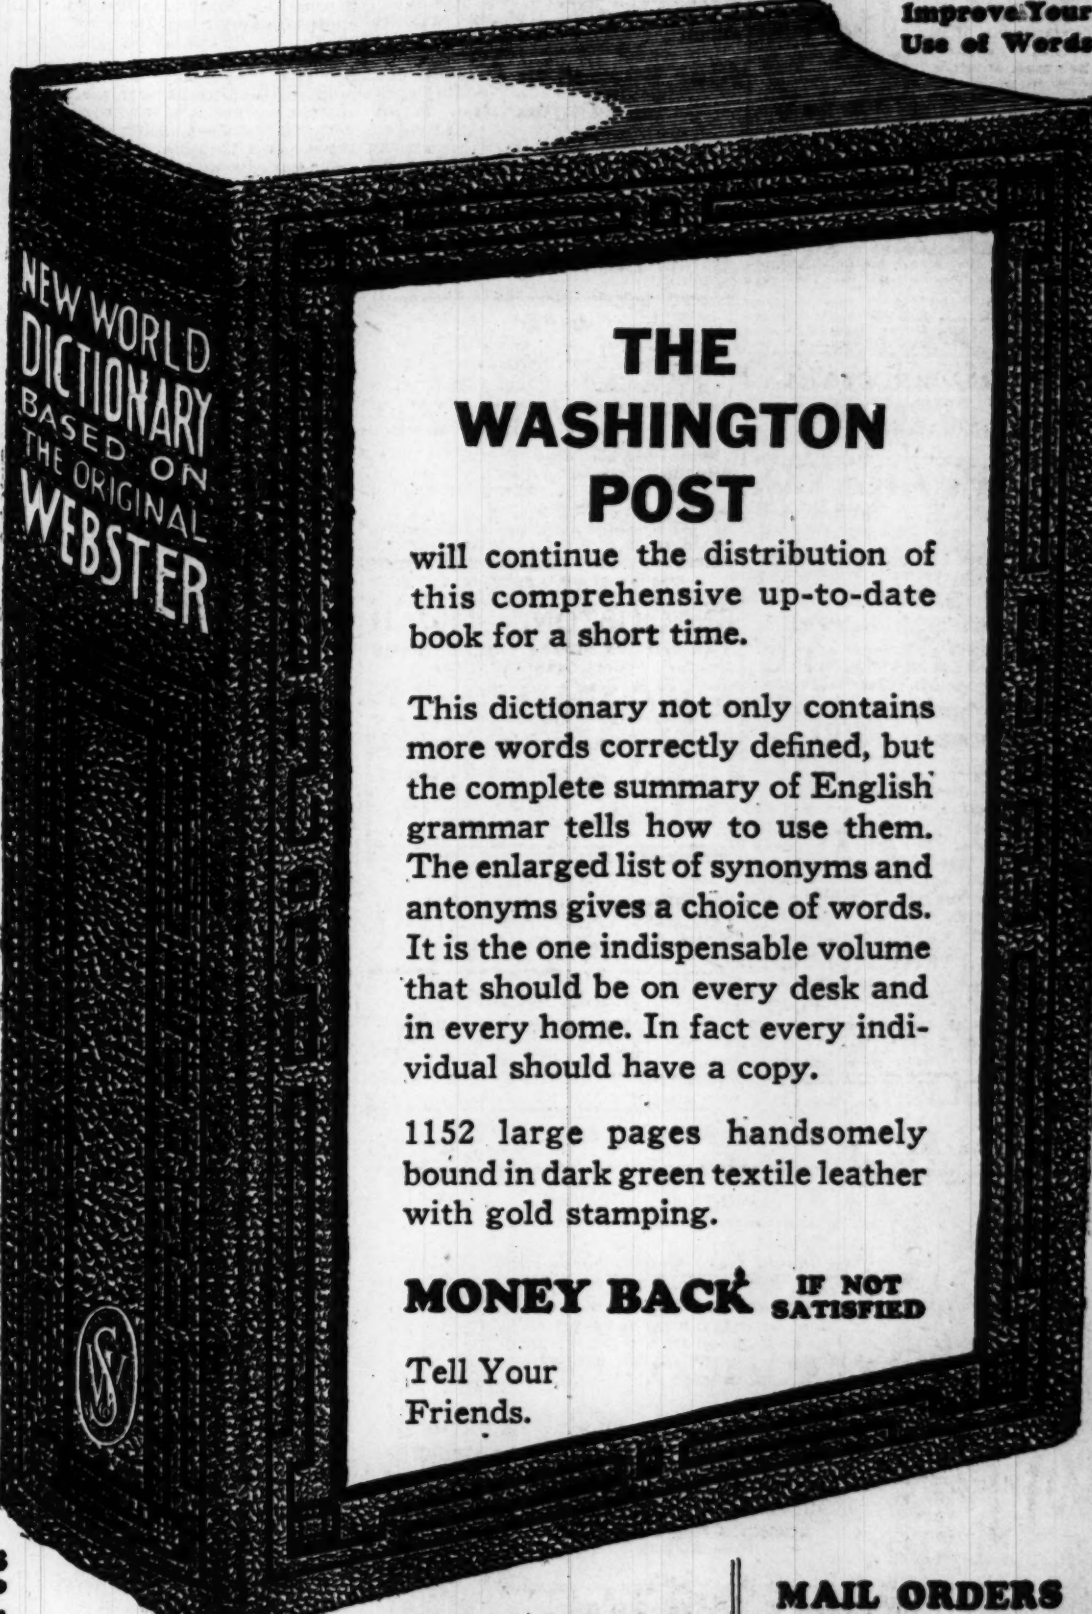 Improve Your
Use of Words
NEW WORLD
DICTIONARY
BASED ON
THE ORIGINAL
WEBSTER
THE
WASHINGTON
POST
will continue the distribution of
this comprehensive up-to-date
book for a short time.
This dictionary not only contains
more words correctly defined, but
the complete summary of English
grammar tells how to use them.
The enlarged list of synonyms and
antonyms gives a choice of words.
It is the one indispensable volume
that should be on every desk and
in every home. In fact every indi-
vidual should have a copy.
1152 large pages handsomely
bound in dark green textile leather
with gold stamping.
MONEY BACK IF NOT
SATISFIED
Tell Your
Friends.
MAIL ORDERS